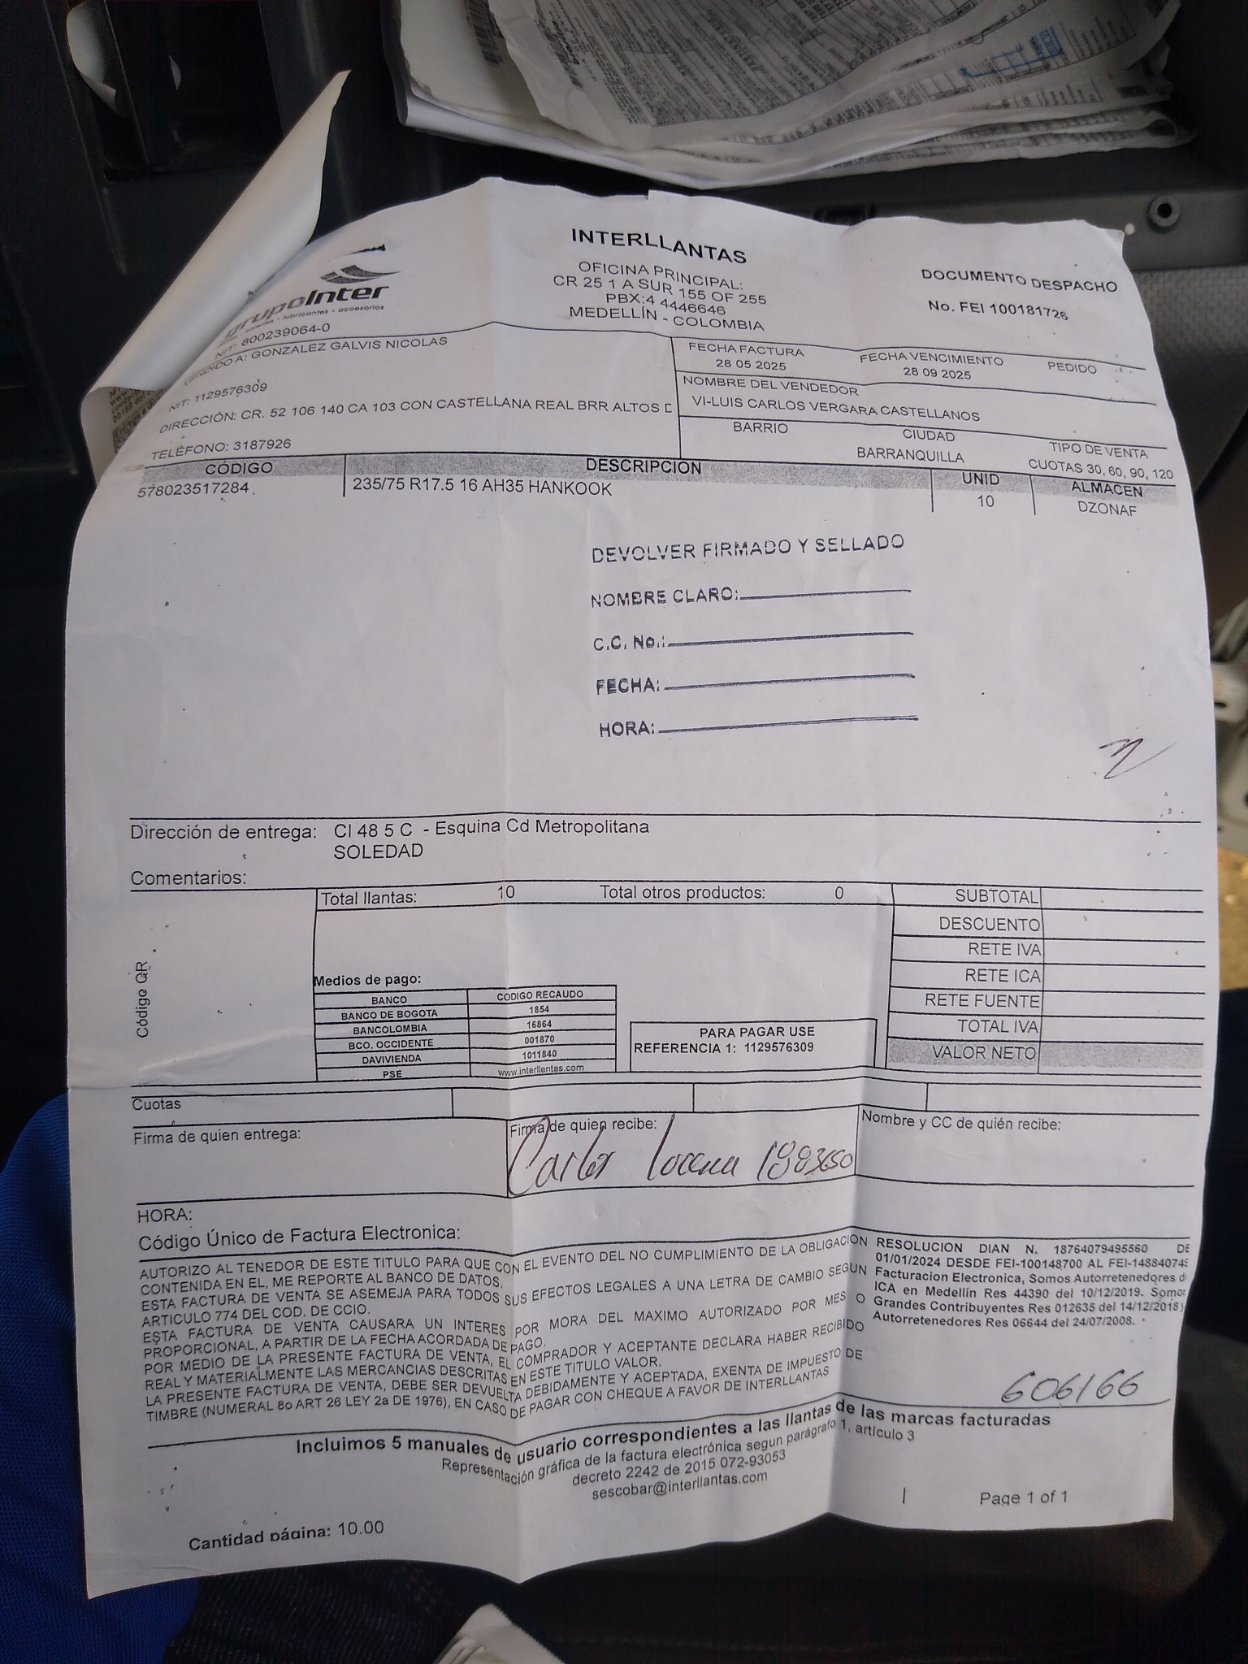 INTERLLANTAS
OFICINA PRINCIPAL:
CR 25 1 A SUR 155 OF 255
PBX:4 4446646
MEDELLÍN - COLOMBIA
DOCUMENTO DESPACHO
No. FEI 100181726
grupointer
NIT: 800239064-0
VENDIDO A: GONZALEZ GALVIS NICOLAS
NIT: 1129576309
DIRECCIÓN: CR. 52 106 140 CA 103 CON CASTELLANA REAL BRR ALTOS D
TELÉFONO: 3187926
FECHA FACTURA
28 05 2025
FECHA VENCIMIENTO
28 09 2025
PEDIDO
NOMBRE DEL VENDEDOR
VI-LUIS CARLOS VERGARA CASTELLANOS
BARRIO
CIUDAD
BARRANQUILLA
TIPO DE VENTA
CUOTAS 30, 60, 90, 120
CÓDIGO DESCRIPCION UNID ALMACEN
578023517284 235/75 R17.5 16 AH35 HANKOOK 10 DZONAF
DEVOLVER FIRMADO Y SELLADO
NOMBRE CLARO:
C.C. No.:
FECHA:
HORA:
Dirección de entrega: Cl 48 5 C - Esquina Cd Metropolitana
SOLEDAD
Comentarios:
Total llantas: 10 Total otros productos: 0
SUBTOTAL
DESCUENTO
RETE IVA
RETE ICA
RETE FUENTE
TOTAL IVA
VALOR NETO
Código QR
Medios de pago:
BANCO CODIGO RECAUDO
BANCO DE BOGOTA 1854
BANCOLOMBIA 16864
BCO. OCCIDENTE 001870
DAVIVIENDA 1011840
PSE www.interllantas.com
PARA PAGAR USE
REFERENCIA 1: 1129576309
Cuotas
Firma de quien entrega:
Firma de quien recibe:
Carlos
Nombre y CC de quién recibe:
HORA:
Código Único de Factura Electronica:
AUTORIZO AL TENEDOR DE ESTE TITULO PARA QUE CON EL EVENTO DEL NO CUMPLIMIENTO DE LA OBLIGACION
CONTENIDA EN EL, ME REPORTE AL BANCO DE DATOS.
ESTA FACTURA DE VENTA SE ASEMEJA PARA TODOS SUS EFECTOS LEGALES A UNA LETRA DE CAMBIO SEGUN
ARTICULO 774 DEL COD. DE CCIO.
ESTA FACTURA DE VENTA CAUSARA UN INTERES POR MORA DEL MAXIMO AUTORIZADO POR MES O
PROPORCIONAL, A PARTIR DE LA FECHA ACORDADA DE PAGO.
POR MEDIO DE LA PRESENTE FACTURA DE VENTA, EL COMPRADOR Y ACEPTANTE DECLARA HABER RECIBIDO
REAL Y MATERIALMENTE LAS MERCANCIAS DESCRITAS EN ESTE TITULO VALOR.
LA PRESENTE FACTURA DE VENTA, DEBE SER DEVUELTA DEBIDAMENTE Y ACEPTADA, EXENTA DE IMPUESTO DE
TIMBRE (NUMERAL 8o ART 26 LEY 2a DE 1976), EN CASO DE PAGAR CON CHEQUE A FAVOR DE INTERLLANTAS
RESOLUCION DIAN N. 18764079495560 DE
01/01/2024 DESDE FEI-100148700 AL FEI-14884074
Facturacion Electronica, Somos Autorretenedores d
ICA en Medellín Res 44390 del 10/12/2019. Somos
Grandes Contribuyentes Res 012635 del 14/12/2018
Autorretenedores Res 06644 del 24/07/2008.
606166
Incluimos 5 manuales de usuario correspondientes a las llantas de las marcas facturadas
Representación gráfica de la factura electrónica segun parágrafo 1, artículo 3
decreto 2242 de 2015 072-93053
sescobar@interllantas.com
Page 1 of 1
Cantidad página: 10.00